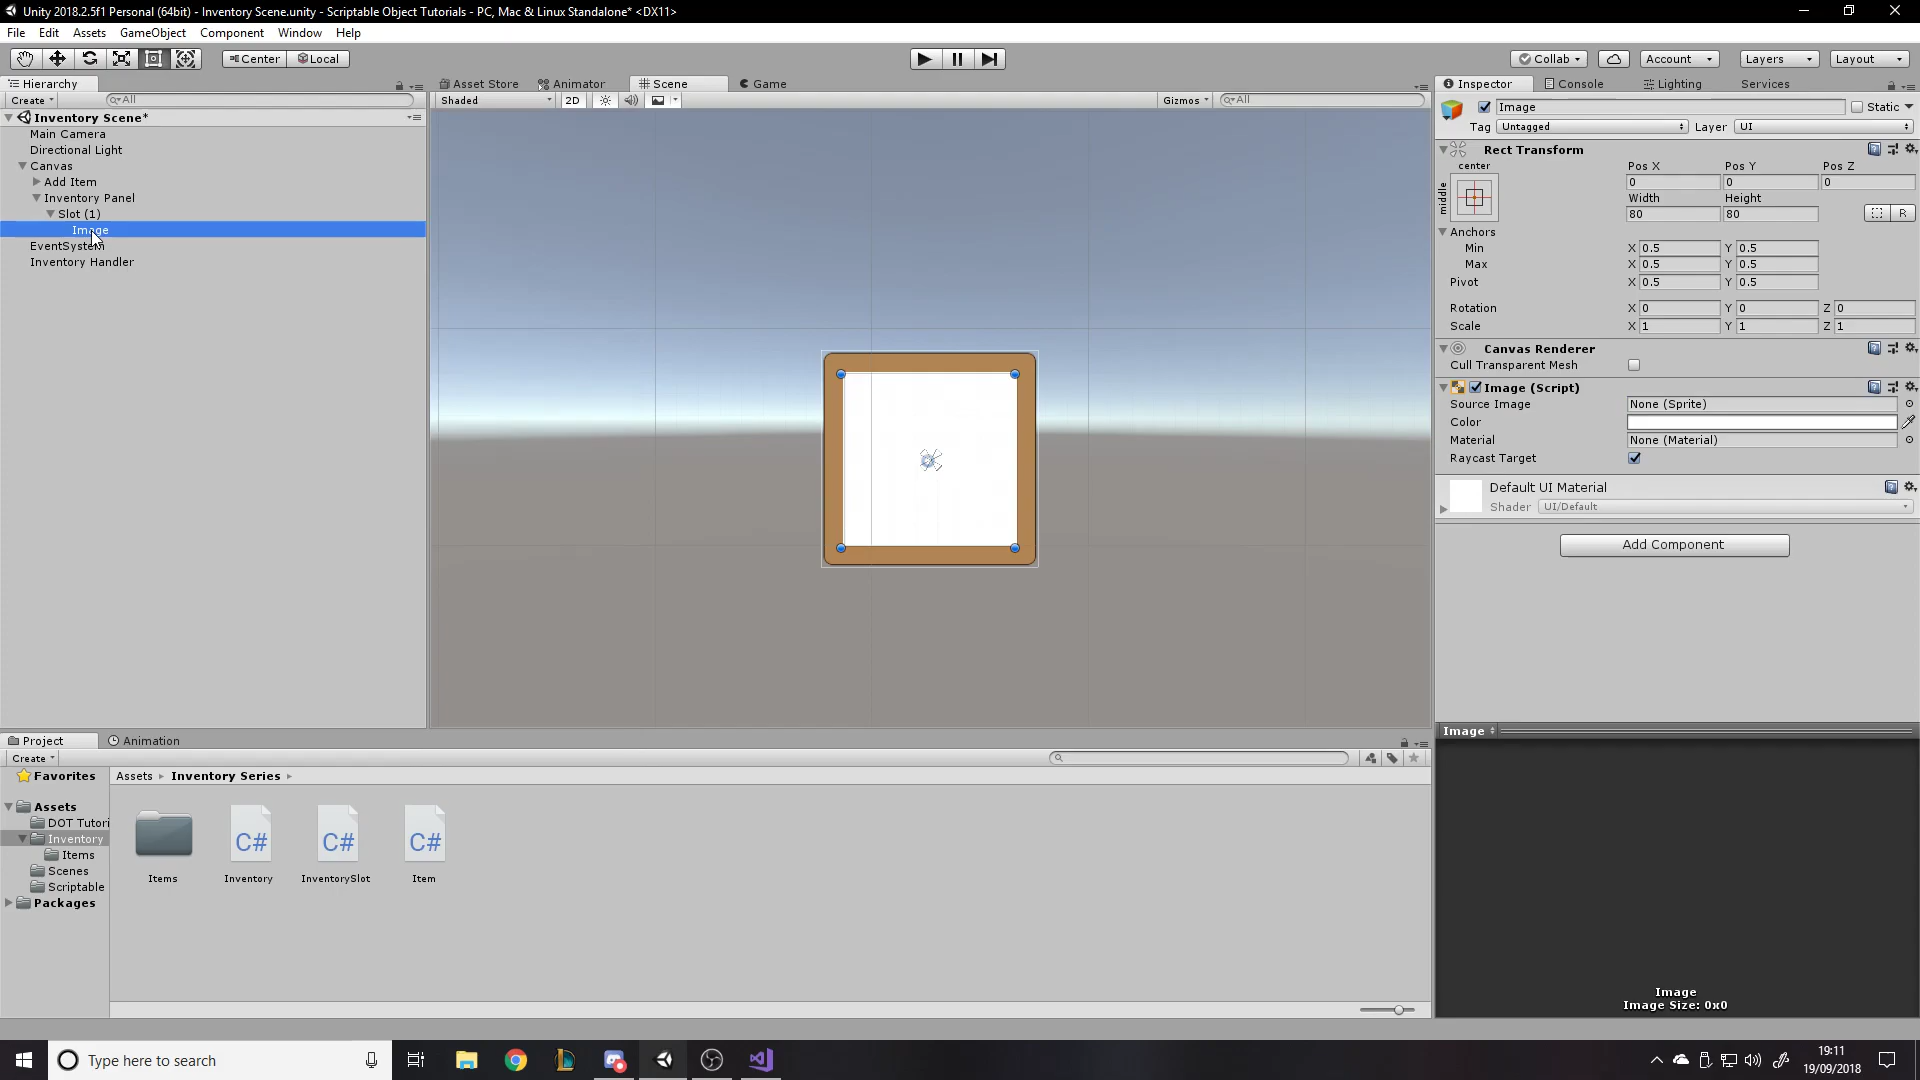 Unity 2018.2.5f1 Personal (64bit) - Inventory Scene.unity - Scriptable Object Tutorials - PC, Mac & Linux Standalone* <DX11>
File Edit Assets GameObject Component Window Help
Center Local Collab Account Layers Layout
Hierarchy Asset Store Animator Scene Game Inspector Console Lighting Services
Create All Shaded 2D Gizmos All
Image Static
Tag Untagged Layer UI
Inventory Scene*
Main Camera
Directional Light
Canvas
Add Item
Inventory Panel
Slot (1)
Image
EventSystem
Inventory Handler
Rect Transform
center
middle
Pos X Pos Y Pos Z
0 0 0
Width Height
80 80 R
Anchors
Min X 0.5 Y 0.5
Max X 0.5 Y 0.5
Pivot X 0.5 Y 0.5
Rotation X 0 Y 0 Z 0
Scale X 1 Y 1 Z 1
Canvas Renderer
Cull Transparent Mesh
Image (Script)
Source Image None (Sprite)
Color
Material None (Material)
Raycast Target
Default UI Material
Shader UI/Default
Add Component
Image
Image
Image Size: 0x0
Project Animation
Create
Favorites
Assets
DOT Tutori
Inventory
Items
Scenes
Scriptable
Packages
Assets Inventory Series
C# C# C#
Items Inventory InventorySlot Item
Type here to search
19:11
19/09/2018